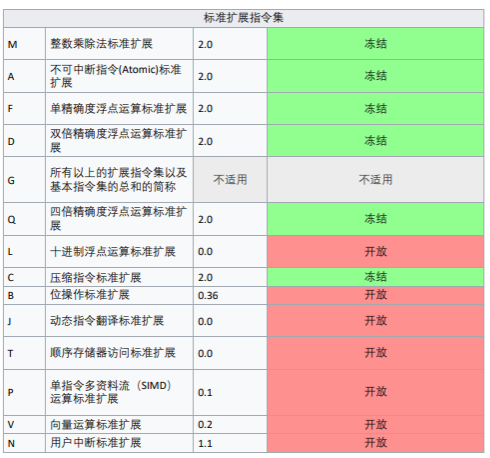 标准扩展指令集
M 整数乘除法标准扩展 2.0 冻结
A 不可中断指令(Atomic)标准
扩展 2.0 冻结
F 单精确度浮点运算标准扩展 2.0 冻结
D 双倍精确度浮点运算标准扩
展 2.0 冻结
G 所有以上的扩展指令集以及
基本指令集的总和的简称 不适用 不适用
Q 四倍精确度浮点运算标准扩
展 2.0 冻结
L 十进制浮点运算标准扩展 0.0 开放
C 压缩指令标准扩展 2.0 冻结
B 位操作标准扩展 0.36 开放
J 动态指令翻译标准扩展 0.0 开放
T 顺序存储器访问标准扩展 0.0 开放
P 单指令多资料流（SIMD）
运算标准扩展 0.1 开放
V 向量运算标准扩展 0.2 开放
N 用户中断标准扩展 1.1 开放